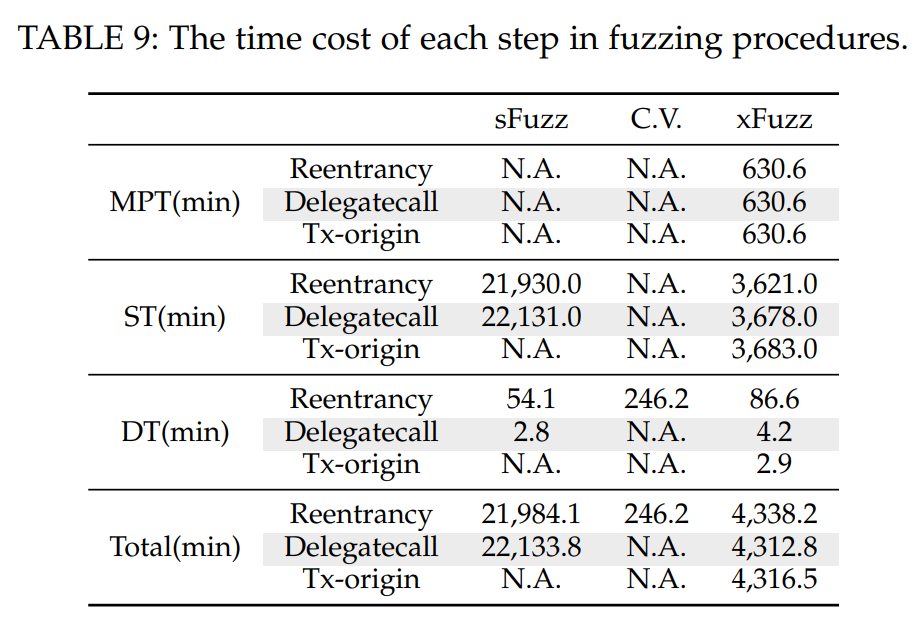 TABLE 9: The time cost of each step in fuzzing procedures.
sFuzz C.V. xFuzz
Reentrancy N.A. N.A. 630.6
MPT(min) Delegatecall N.A. N.A. 630.6
Tx-origin N.A. N.A. 630.6
Reentrancy 21,930.0 N.A. 3,621.0
ST(min) Delegatecall 22,131.0 N.A. 3,678.0
Tx-origin N.A. N.A. 3,683.0
Reentrancy 54.1 246.2 86.6
DT(min) Delegatecall 2.8 N.A. 4.2
Tx-origin N.A. N.A. 2.9
Reentrancy 21,984.1 246.2 4,338.2
Total(min) Delegatecall 22,133.8 N.A. 4,312.8
Tx-origin N.A. N.A. 4,316.5